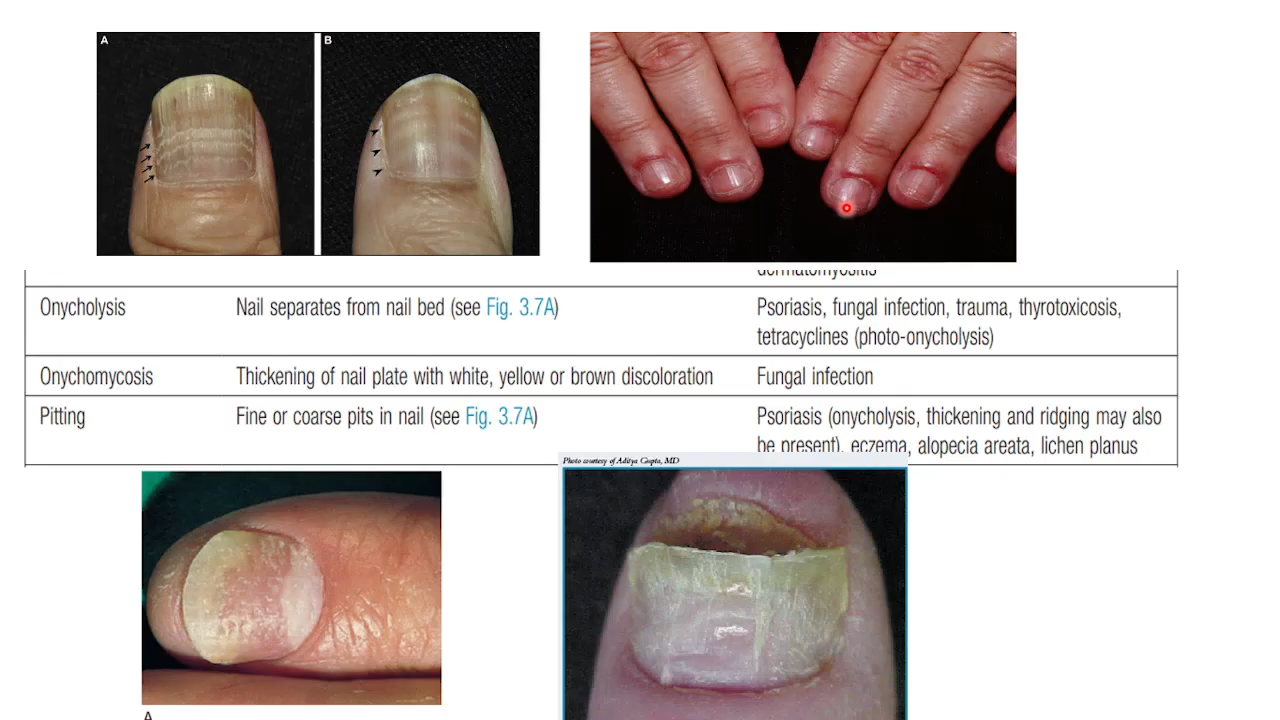 A
B
dermatomyositis
Onycholysis
Nail separates from nail bed (see Fig. 3.7A)
Psoriasis, fungal infection, trauma, thyrotoxicosis,
tetracyclines (photo-onycholysis)
Onychomycosis
Thickening of nail plate with white, yellow or brown discoloration
Fungal infection
Pitting
Fine or coarse pits in nail (see Fig. 3.7A)
Psoriasis (onycholysis, thickening and ridging may also
be present), eczema, alopecia areata, lichen planus
Photo courtesy of Aditya Gupta, MD
A